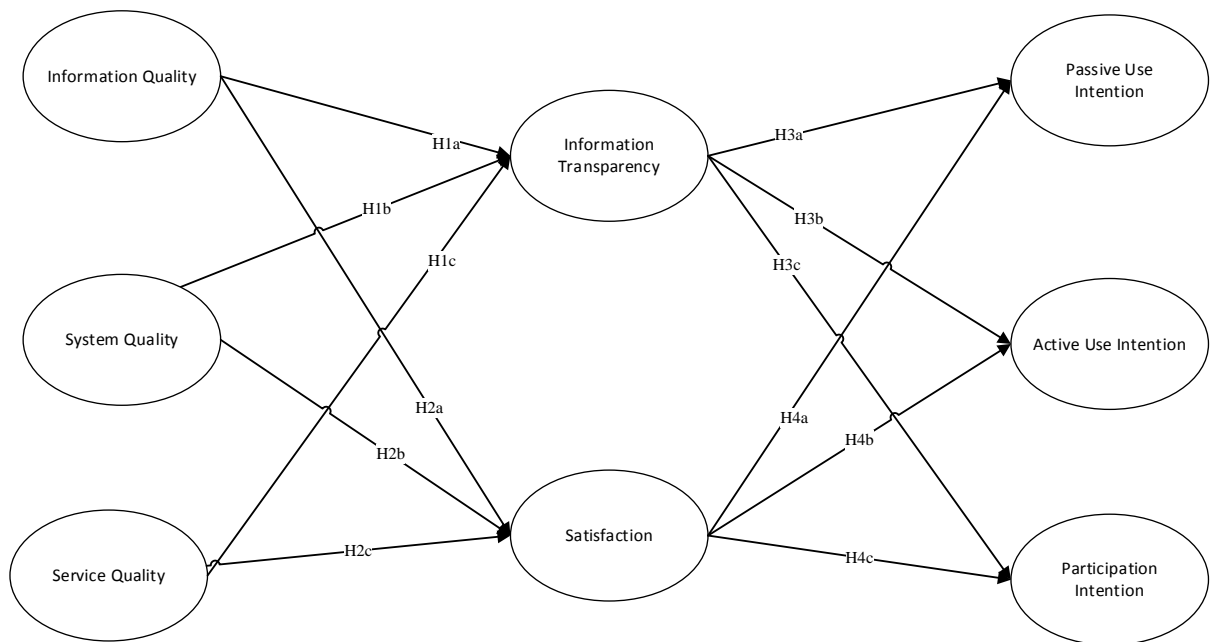 Information Quality
System Quality
Service Quality
H1a
H1b
H1c
H2a
H2b
H2c
Information
Transparency
Satisfaction
H3a
H3b
H3c
H4a
H4b
H4c
Passive Use
Intention
Active Use Intention
Participation
Intention